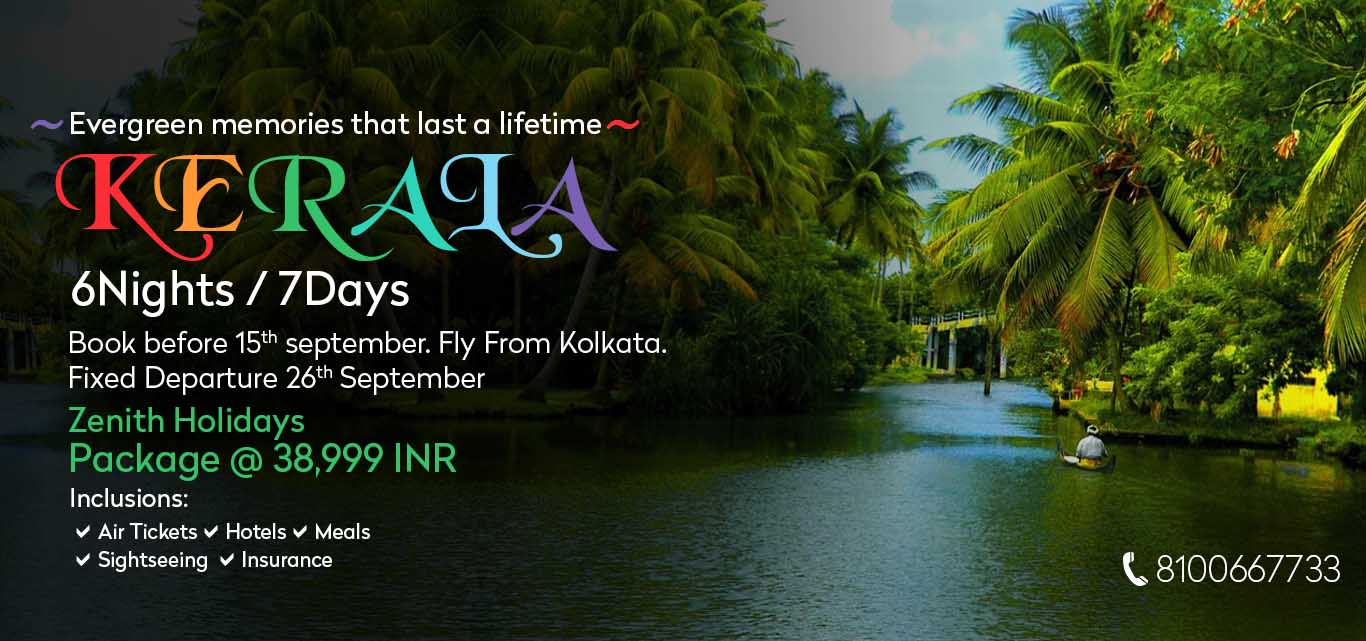 ~Evergreen memories that last a lifetime~
KERALA
6Nights / 7Days
Book before 15th september. Fly From Kolkata.
Fixed Departure 26th September
Zenith Holidays
Package @ 38,999 INR
Inclusions:
✓ Air Tickets ✓ Hotels ✓ Meals
✓ Sightseeing ✓ Insurance
8100667733